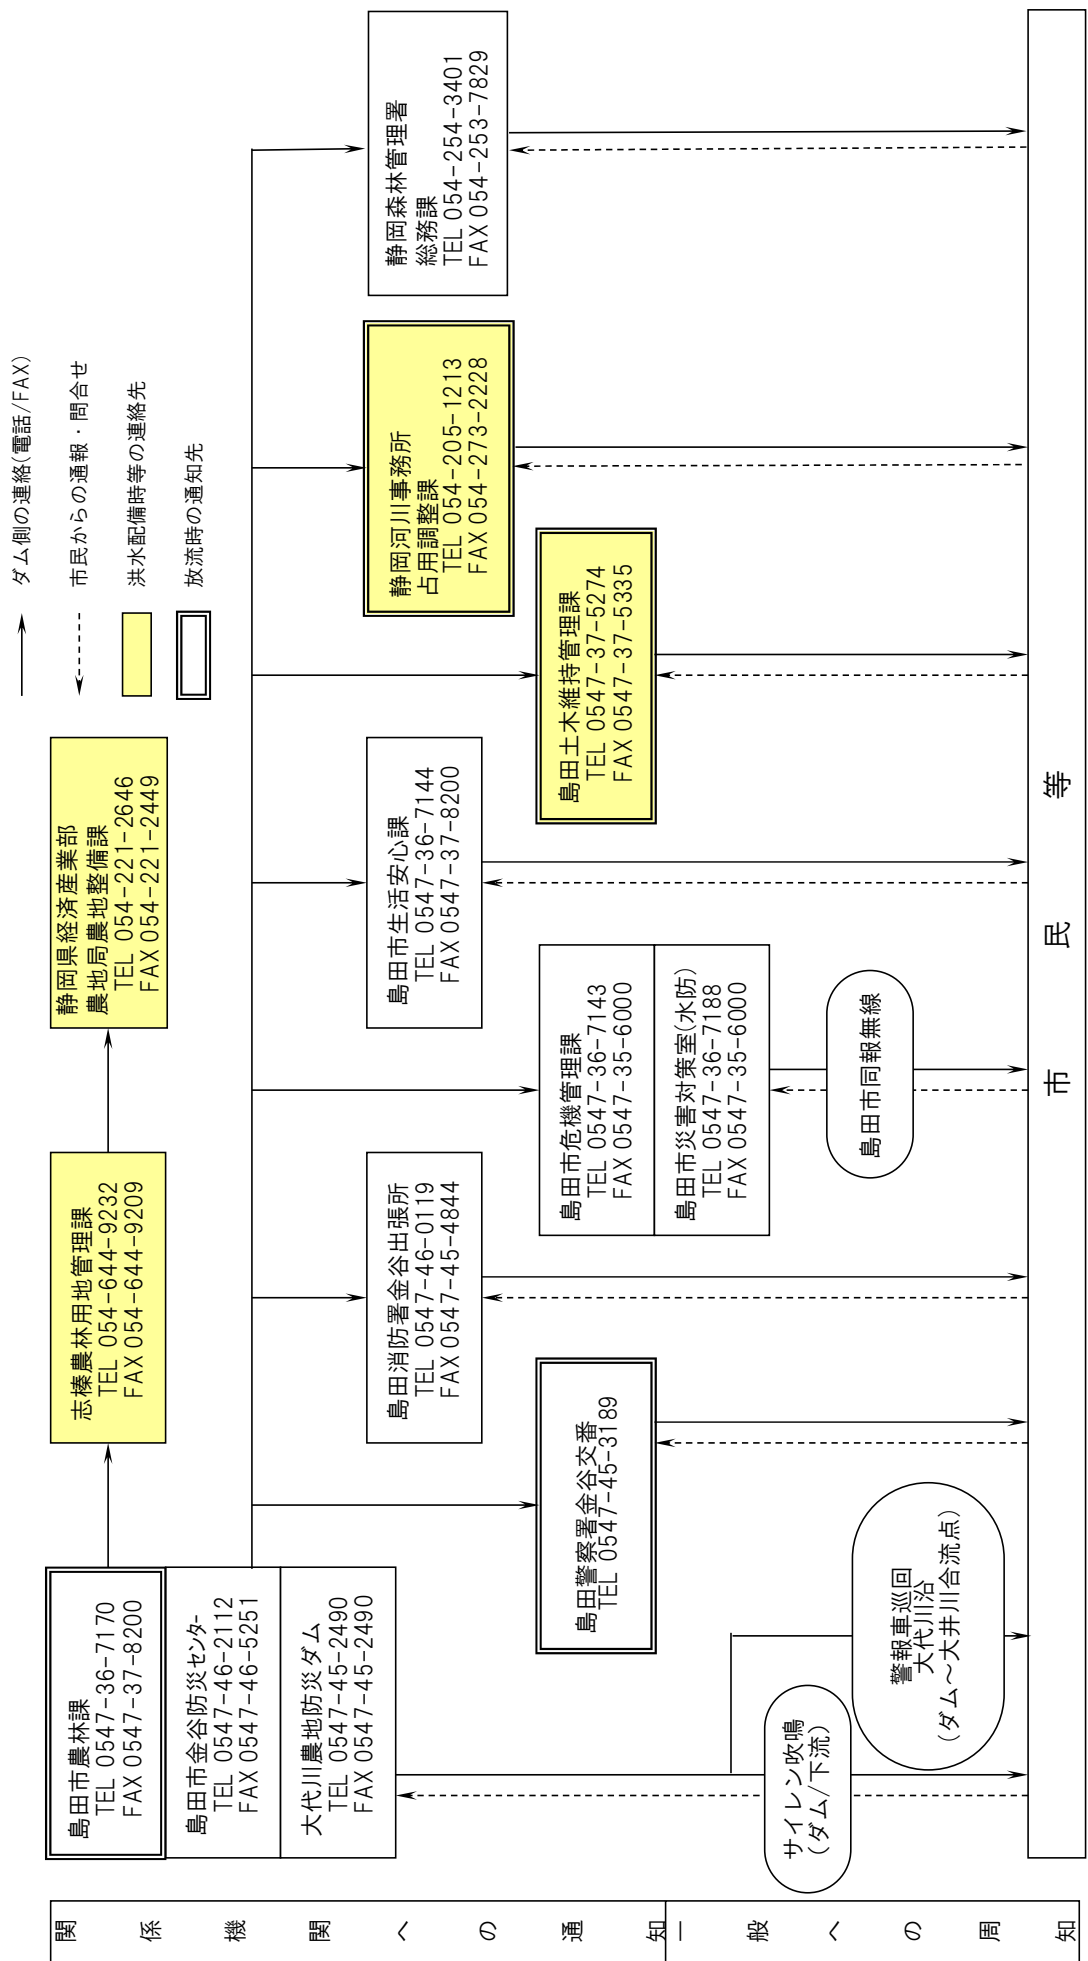 ダム側の連絡(電話/FAX)
市民からの通報・問合せ
洪水配備時等の連絡先
放流時の通知先
関係機関への通知
一般への周知
島田市農林課
TEL 0547-36-7170
FAX 0547-37-8200
島田市金谷防災センター
TEL 0547-46-2112
FAX 0547-46-5251
大代川農地防災ダム
TEL 0547-45-2490
FAX 0547-45-2490
志榛農林用地管理課
TEL 054-644-9232
FAX 054-644-9209
静岡県経済産業部
農地局農地整備課
TEL 054-221-2646
FAX 054-221-2449
島田警察署金谷交番
TEL 0547-45-3189
島田消防署金谷出張所
TEL 0547-46-0119
FAX 0547-45-4844
島田市危機管理課
TEL 0547-36-7143
FAX 0547-35-6000
島田市災害対策室(水防)
TEL 0547-36-7188
FAX 0547-35-6000
島田市生活安心課
TEL 0547-36-7144
FAX 0547-37-8200
島田土木維持管理課
TEL 0547-37-5274
FAX 0547-37-5335
静岡河川事務所
占用調整課
TEL 054-205-1213
FAX 054-273-2228
静岡森林管理署
総務課
TEL 054-254-3401
FAX 054-253-7829
サイレン吹鳴
(ダム/下流)
警報車巡回
大代川沿
(ダム～大井川合流点)
島田市同報無線
市民等